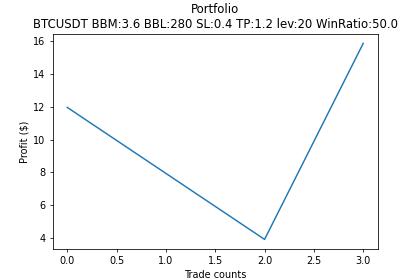 Portfolio
BTCUSDT BBM:3.6 BBL:280 SL:0.4 TP:1.2 lev:20 WinRatio:50.0
16
14
12
10
8
6
4
Profit ($)
0.0 0.5 1.0 1.5 2.0 2.5 3.0
Trade counts